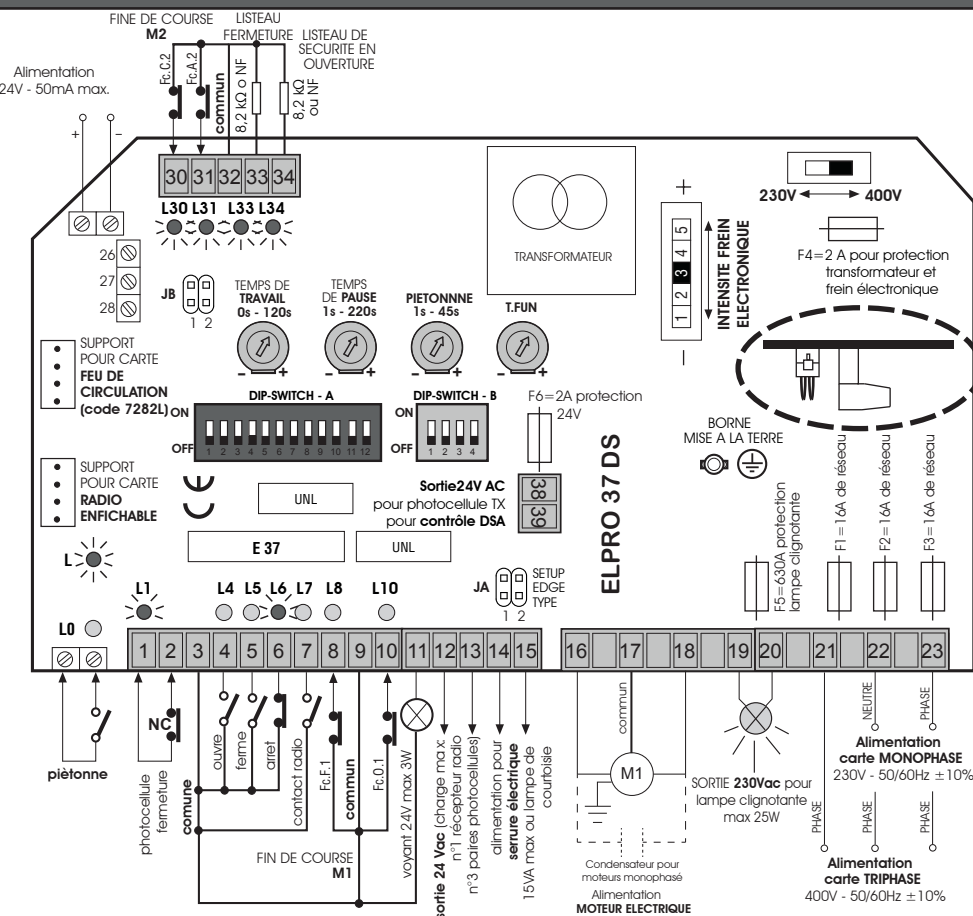 FINE DE COURSE
M2
LISTEAU
FERMETURE
LISTEAU DE
SECURITE EN
OUVERTURE
Alimentation
24V - 50mA max.
+
−
Fc.C.2
Fc.A.2
commun
8,2 kΩ o NF
8,2 kΩ
ou NF
30 31 32 33 34
L30 L31 L33 L34
26
27
28
JB
1 2
TEMPS DE
TRAVAIL
0s - 120s
TEMPS
DE PAUSE
1s - 220s
PIETONNNE
1s - 45s
T.FUN
- +
- +
- +
- +
TRANSFORMATEUR
+
1 2 3 4 5
−
INTENSITE FREIN
ELECTRONIQUE
230V
400V
F4=2 A pour protection
transformateur et
frein électronique
SUPPORT
POUR CARTE
FEU DE
CIRCULATION
(code 7282L)
DIP-SWITCH - A
ON
OFF
1 2 3 4 5 6 7 8 9 10 11 12
DIP-SWITCH - B
ON
OFF
1 2 3 4
F6=2A protection
24V
BORNE
MISE A LA TERRE
SUPPORT
POUR CARTE
RADIO
ENFICHABLE
CE
UNL
E 37
UNL
Sortie24V AC
pour photocellule TX
pour contrôle DSA
38
39
ELPRO 37 DS
F5=630A protection
lampe clignotante
F1=16A de réseau
F2=16A de réseau
F3=16A de réseau
L
L1
L4 L5 L6 L7 L8
L10
JA
SETUP
EDGE
TYPE
1 2
L0
1 2 3 4 5 6 7 8 9 10 11 12 13 14 15
16 17 18 19 20 21 22 23
piètonne
NC
photocellule
fermeture
comune
ouvre
ferme
arret
contact radio
Fc.F.1
commun
Fc.O.1
FIN DE COURSE
M1
voyant 24V max 3W
sortie 24 Vac (charge max:
n°1 récepteur radio
n°3 paires photocellules)
alimentation pour
serrure électrique
15VA max ou lampe de
courtoisie
commun
M1
Condensateur pour
moteurs monophasé
Alimentation
MOTEUR ELECTRIQUE
SORTIE 230Vac pour
lampe clignotante
max 25W
NEUTRE
PHASE
Alimentation
carte MONOPHASE
230V - 50/60Hz ±10%
PHASE
PHASE
PHASE
Alimentation
carte TRIPHASE
400V - 50/60Hz ±10%